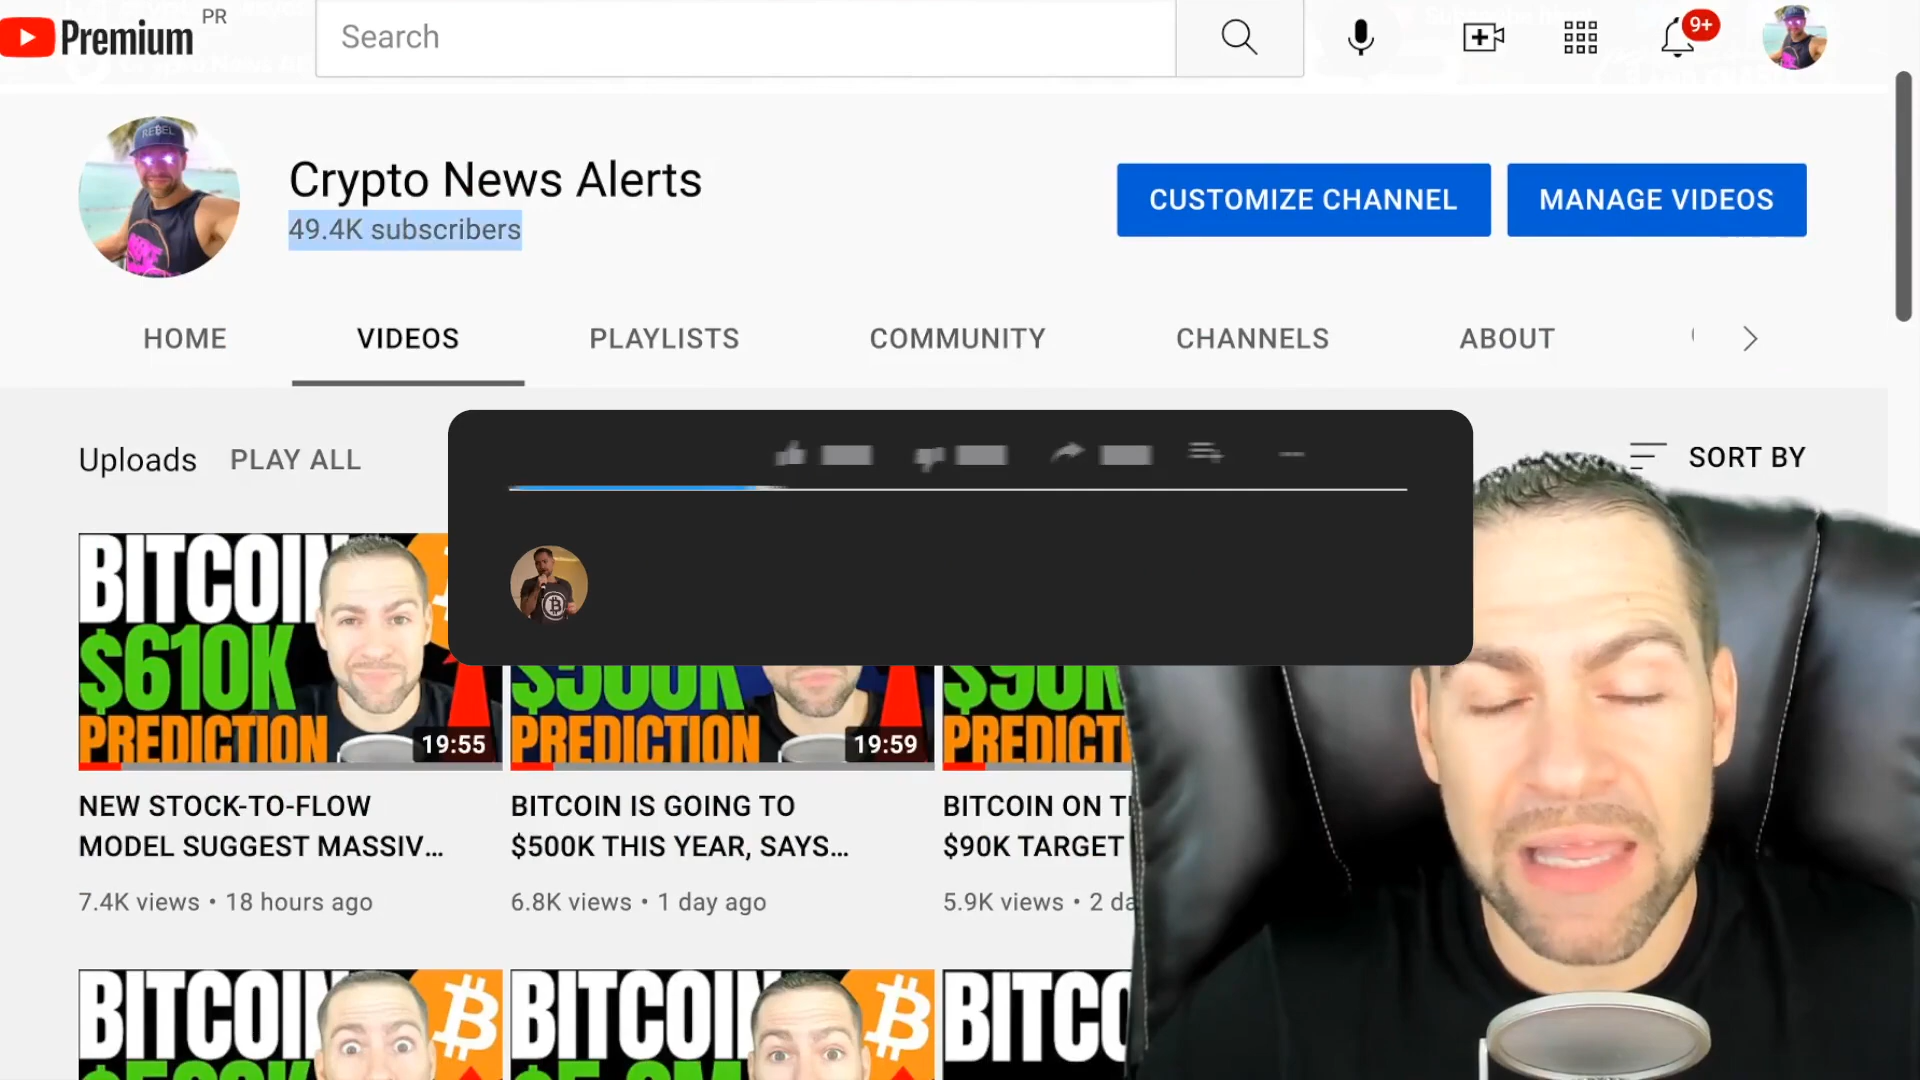 PR
Premium
Search
9+
REBEL
Crypto News Alerts
49.4K subscribers
CUSTOMIZE CHANNEL
MANAGE VIDEOS
HOME
VIDEOS
PLAYLISTS
COMMUNITY
CHANNELS
ABOUT
Uploads
PLAY ALL
SORT BY
BITCOIN
$610K
PREDICTION
19:55
$500K
PREDICTION
19:59
$90K
NEW STOCK-TO-FLOW
MODEL SUGGEST MASSIV...
7.4K views • 18 hours ago
BITCOIN IS GOING TO
$500K THIS YEAR, SAYS...
6.8K views • 1 day ago
BITCOIN ON
$90K TARGET
5.9K views • 2
BITCOIN
BITCOIN